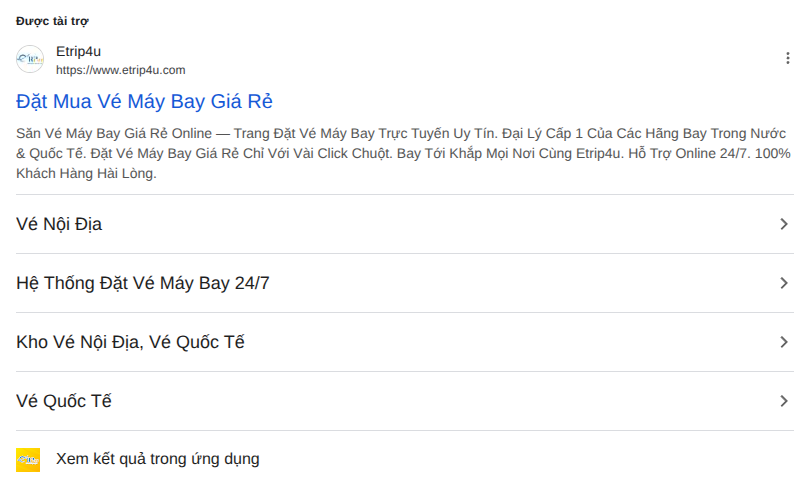 Được tài trợ
Etrip4u
https://www.etrip4u.com
Đặt Mua Vé Máy Bay Giá Rẻ
Săn Vé Máy Bay Giá Rẻ Online — Trang Đặt Vé Máy Bay Trực Tuyến Uy Tín. Đại Lý Cấp 1 Của Các Hãng Bay Trong Nước
& Quốc Tế. Đặt Vé Máy Bay Giá Rẻ Chỉ Với Vài Click Chuột. Bay Tới Khắp Mọi Nơi Cùng Etrip4u. Hỗ Trợ Online 24/7. 100%
Khách Hàng Hài Lòng.
Vé Nội Địa
Hệ Thống Đặt Vé Máy Bay 24/7
Kho Vé Nội Địa, Vé Quốc Tế
Vé Quốc Tế
Xem kết quả trong ứng dụng